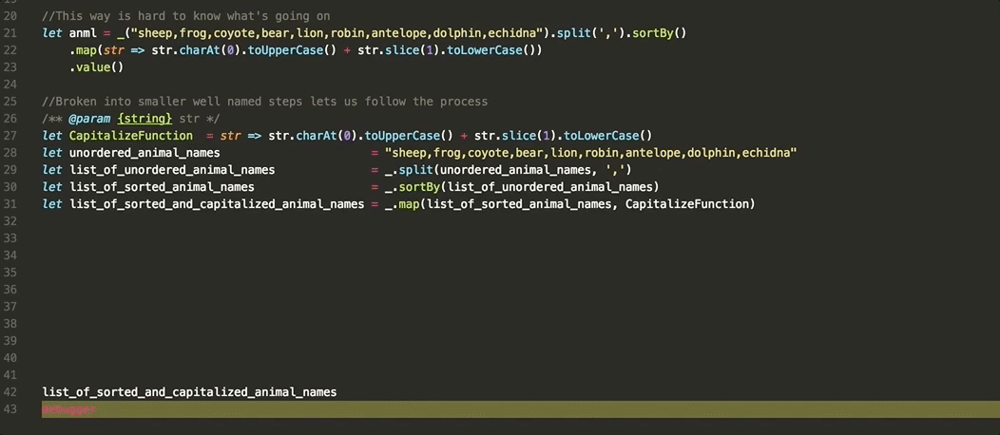 20 //This way is hard to know what's going on
21 let anml = _("sheep,frog,coyote,bear,lion,robin,antelope,dolphin,echidna").split(',').sortBy()
22     .map(str => str.charAt(0).toUpperCase() + str.slice(1).toLowerCase())
23     .value()
24
25 //Broken into smaller well named steps lets us follow the process
26 /** @param {string} str */
27 let CapitalizeFunction  = str => str.charAt(0).toUpperCase() + str.slice(1).toLowerCase()
28 let unordered_animal_names                      = "sheep,frog,coyote,bear,lion,robin,antelope,dolphin,echidna"
29 let list_of_unordered_animal_names              = _.split(unordered_animal_names, ',')
30 let list_of_sorted_animal_names                 = _.sortBy(list_of_unordered_animal_names)
31 let list_of_sorted_and_capitalized_animal_names = _.map(list_of_sorted_animal_names, CapitalizeFunction)
32
33
34
35
36
37
38
39
40
41
42 list_of_sorted_and_capitalized_animal_names
43 debugger